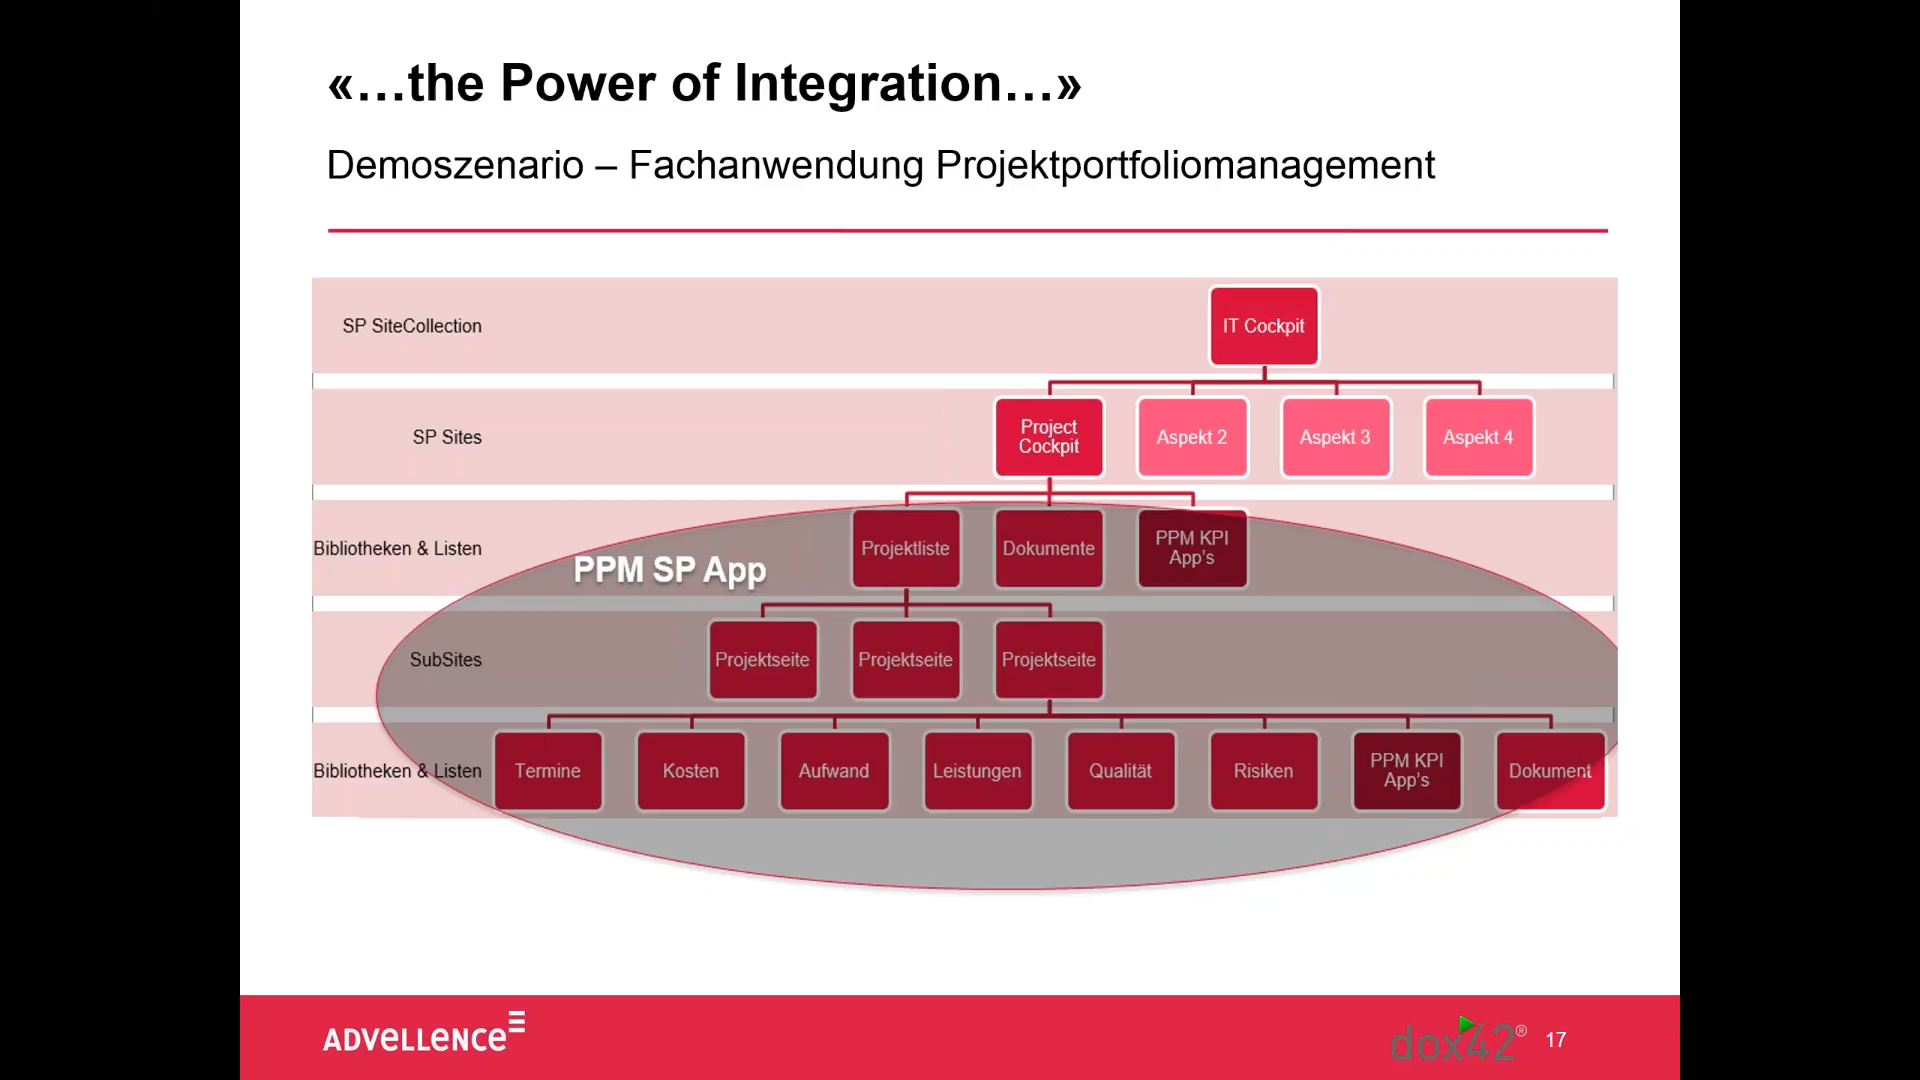 «…the Power of Integration…»
Demoszenario – Fachanwendung Projektportfoliomanagement
SP SiteCollection
IT Cockpit
SP Sites
Project
Cockpit
Aspekt 2
Aspekt 3
Aspekt 4
Bibliotheken & Listen
PPM SP App
Projektliste
Dokumente
PPM KPI
App's
SubSites
Projektseite
Projektseite
Projektseite
Bibliotheken & Listen
Termine
Kosten
Aufwand
Leistungen
Qualität
Risiken
PPM KPI
App's
Dokument
ADVELLENCE
dox42®
17